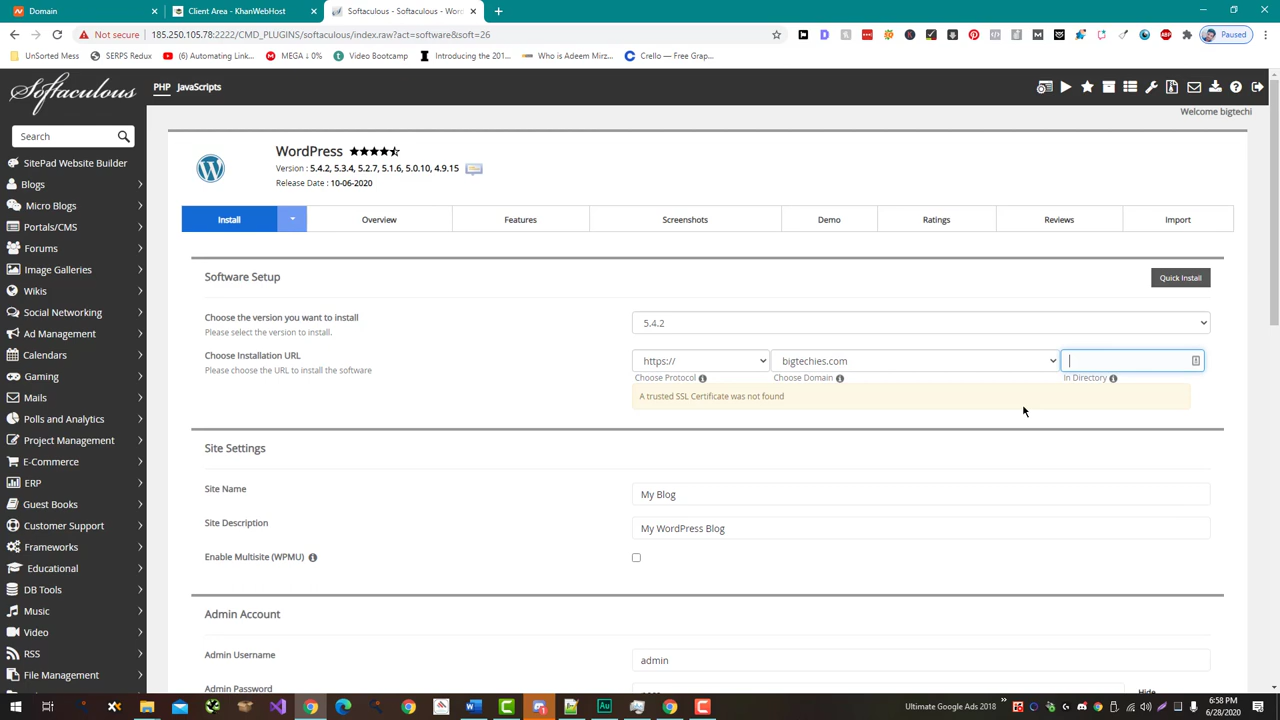 Domain
Client Area - KhanWebHost
Softaculous - Softaculous - Wor
Not secure
185.250.105.78:2222/CMD_PLUGINS/softaculous/index.raw?act=software&soft=26
Paused
UnSorted Mess
SERPS Redux
(6) Automating Link...
MEGA ↓ 0%
Video Bootcamp
Introducing the 201...
Who is Adeem Mirz...
Crello — Free Grap...
Softaculous
PHP
JavaScripts
Welcome bigtechi
Search
SitePad Website Builder
Blogs
Micro Blogs
Portals/CMS
Forums
Image Galleries
Wikis
Social Networking
Ad Management
Calendars
Gaming
Mails
Polls and Analytics
Project Management
E-Commerce
ERP
Guest Books
Customer Support
Frameworks
Educational
DB Tools
Music
Video
RSS
File Management
WordPress
Version : 5.4.2, 5.3.4, 5.2.7, 5.1.6, 5.0.10, 4.9.15
Release Date : 10-06-2020
Install
Overview
Features
Screenshots
Demo
Ratings
Reviews
Import
Software Setup
Quick Install
Choose the version you want to install
Please select the version to install.
5.4.2
Choose Installation URL
Please choose the URL to install the software
https://
bigtechies.com
Choose Protocol
Choose Domain
In Directory
A trusted SSL Certificate was not found
Site Settings
Site Name
My Blog
Site Description
My WordPress Blog
Enable Multisite (WPMU)
Admin Account
Admin Username
admin
Admin Password
Hide
Ultimate Google Ads 2018
6:58 PM
6/28/2020